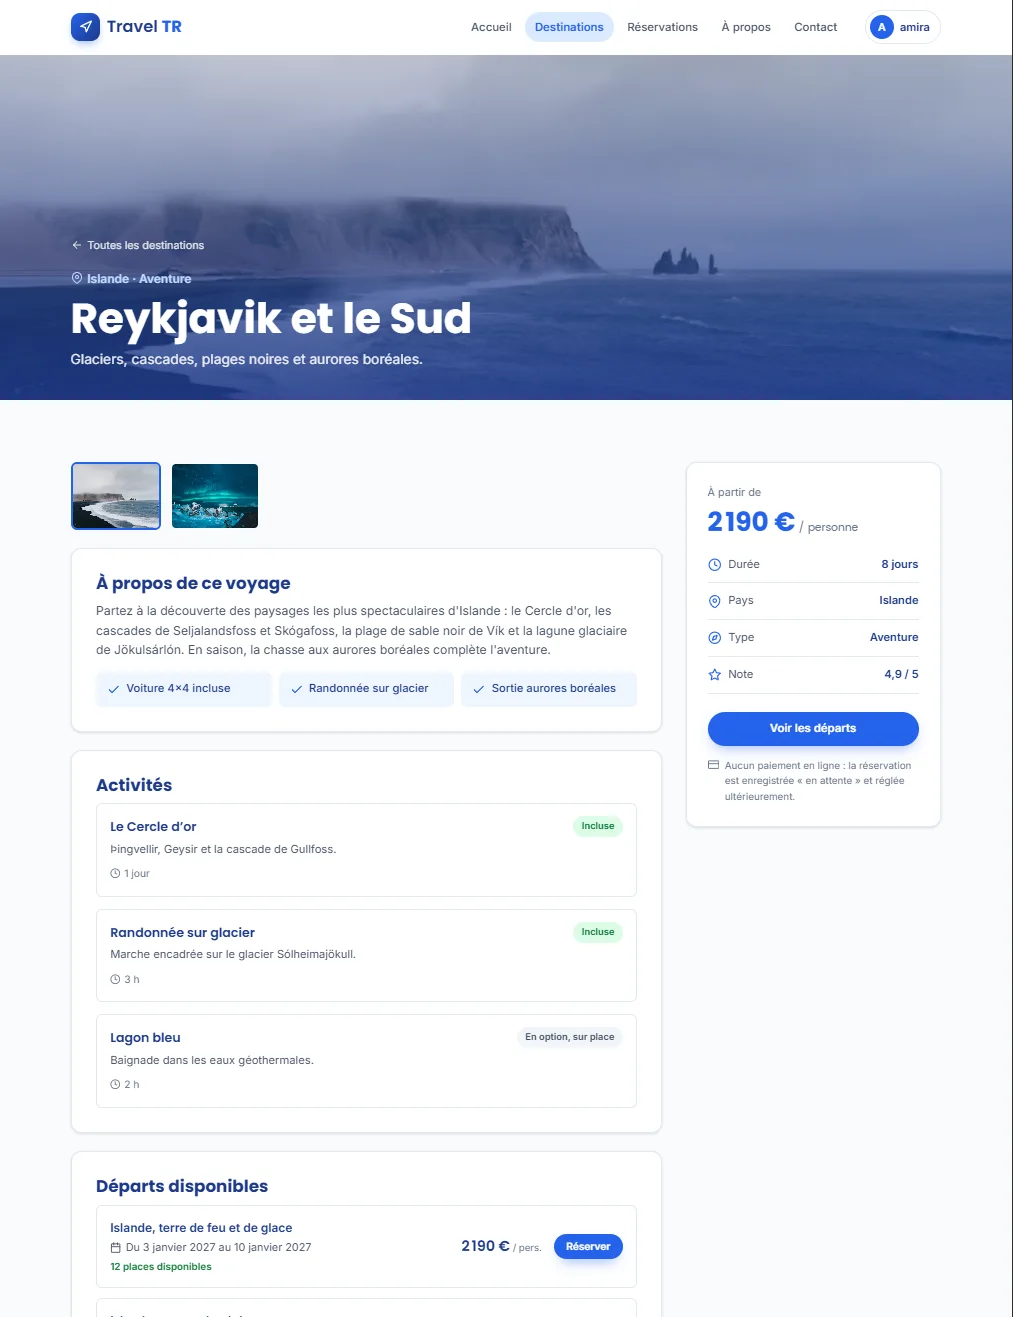 Travel TR
Accueil
Destinations
Réservations
À propos
Contact
A
amira
← Toutes les destinations
Islande · Aventure
Reykjavik et le Sud
Glaciers, cascades, plages noires et aurores boréales.
À propos de ce voyage
Partez à la découverte des paysages les plus spectaculaires d'Islande : le Cercle d'or, les
cascades de Seljalandsfoss et Skógafoss, la plage de sable noir de Vík et la lagune glaciaire
de Jökulsárlón. En saison, la chasse aux aurores boréales complète l'aventure.
Voiture 4×4 incluse
Randonnée sur glacier
Sortie aurores boréales
Activités
Le Cercle d’or
Incluse
Þingvellir, Geysir et la cascade de Gullfoss.
1 jour
Randonnée sur glacier
Incluse
Marche encadrée sur le glacier Sólheimajökull.
3 h
Lagon bleu
En option, sur place
Baignade dans les eaux géothermales.
2 h
Départs disponibles
Islande, terre de feu et de glace
Du 3 janvier 2027 au 10 janvier 2027
12 places disponibles
2190 € / pers.
Réserver
À partir de
2190 € / personne
Durée
8 jours
Pays
Islande
Type
Aventure
Note
4,9 / 5
Voir les départs
Aucun paiement en ligne : la réservation
est enregistrée « en attente » et réglée
ultérieurement.